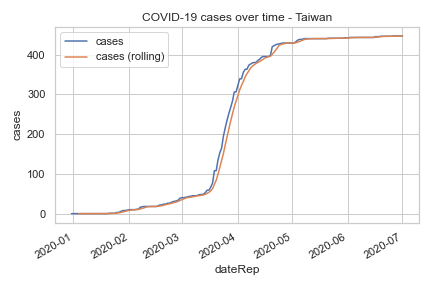 COVID-19 cases over time - Taiwan
cases
cases (rolling)
400
300
200
100
0
cases
2020-01
2020-02
2020-03
2020-04
2020-05
2020-06
2020-07
dateRep